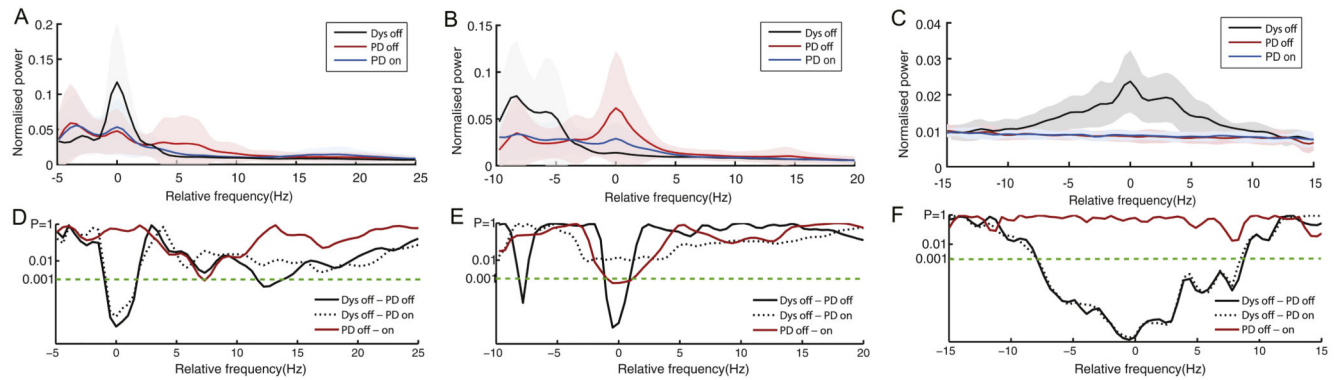 A
Normalised power
0.2
0.15
0.1
0.05
0
-5 0 5 10 15 20 25
Relative frequency(Hz)
Dys off
PD off
PD on
B
Normalised power
0.15
0.1
0.05
0
-10 -5 0 5 10 15 20
Relative frequency(Hz)
Dys off
PD off
PD on
C
Normalised power
0.04
0.03
0.02
0.01
0
-15 -10 -5 0 5 10 15
Relative frequency(Hz)
Dys off
PD off
PD on
D
P=1
0.01
0.001
-5 0 5 10 15 20 25
Relative frequency(Hz)
Dys off – PD off
Dys off – PD on
PD off – on
E
P=1
0.01
0.001
-10 -5 0 5 10 15 20
Relative frequency(Hz)
Dys off – PD off
Dys off – PD on
PD off – on
F
P=1
0.01
0.001
-15 -10 -5 0 5 10 15
Relative frequency(Hz)
Dys off – PD off
Dys off – PD on
PD off – on